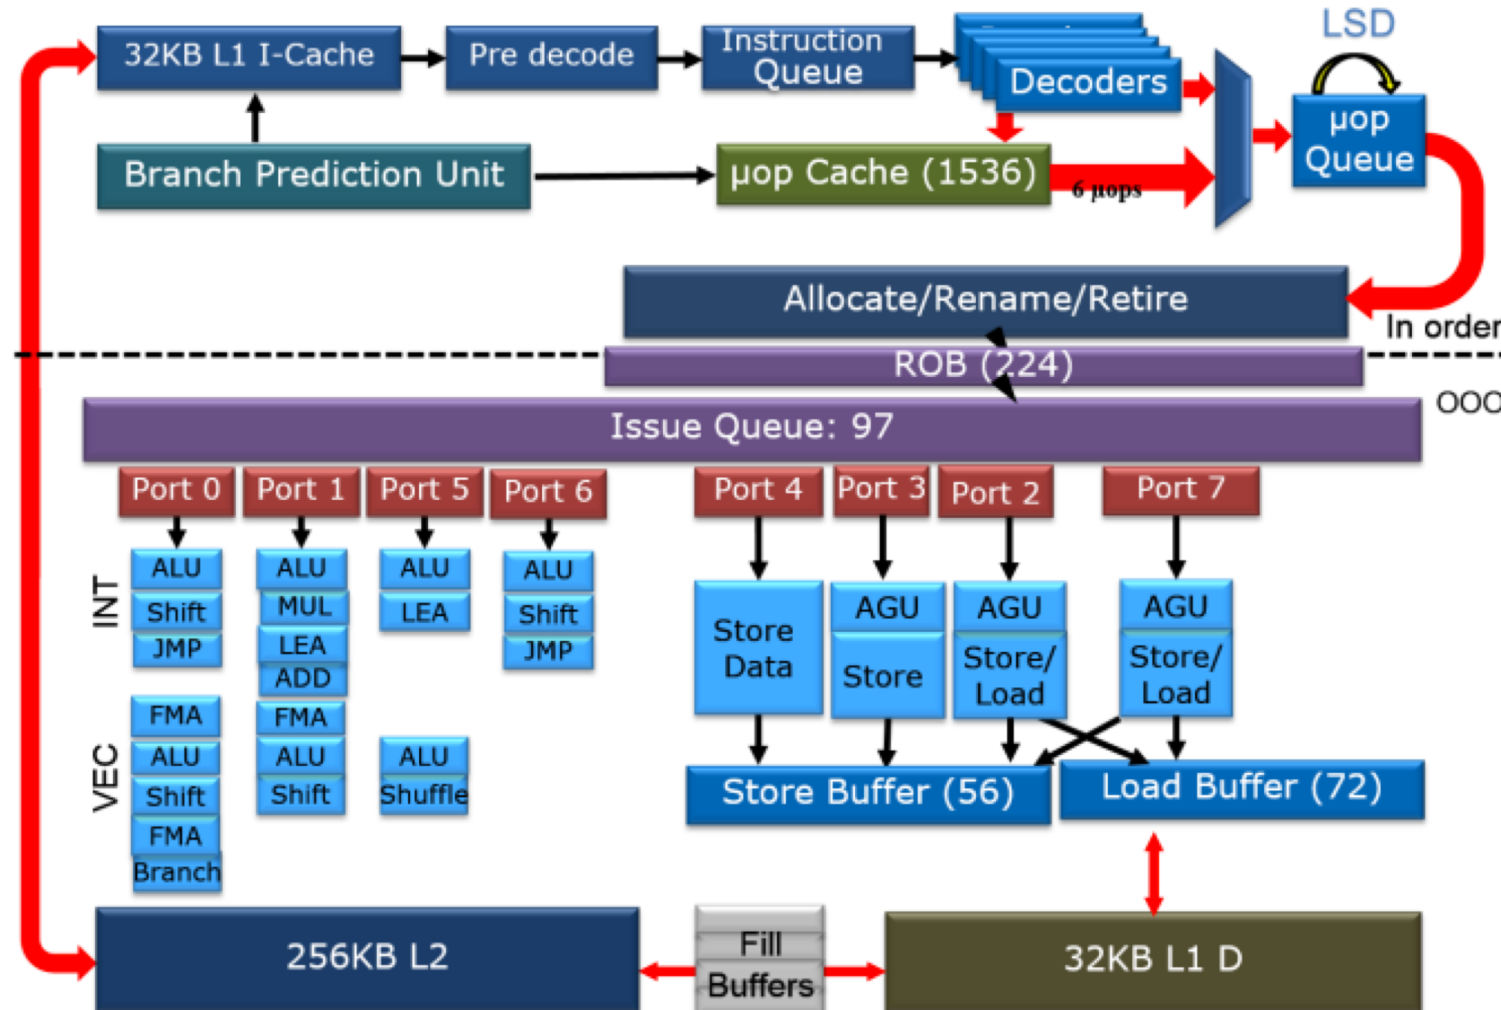 LSD
32KB L1 I-Cache
Pre decode
Instruction
Queue
Decoders
µop
Queue
Branch Prediction Unit
µop Cache (1536)
6 µops
Allocate/Rename/Retire
In order
ROB (224)
OOO
Issue Queue: 97
Port 0
Port 1
Port 5
Port 6
Port 4
Port 3
Port 2
Port 7
INT
ALU
Shift
JMP
ALU
MUL
LEA
ADD
ALU
LEA
ALU
Shift
JMP
Store
Data
AGU
Store
AGU
Store/
Load
AGU
Store/
Load
VEC
FMA
ALU
Shift
FMA
Branch
FMA
ALU
Shift
ALU
Shuffle
Store Buffer (56)
Load Buffer (72)
256KB L2
Fill
Buffers
32KB L1 D